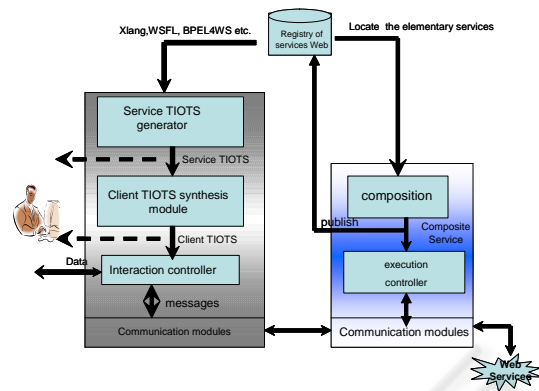 Xlang,WSFL, BPEL4WS etc.
Registry of
services Web
Locate the elementary services
Service TIOTS
generator
Service TIOTS
Client TIOTS synthesis
module
Client TIOTS
Data
Interaction controller
messages
Communication modules
composition
publish
Composite
Service
execution
controller
Communication modules
Web
Services